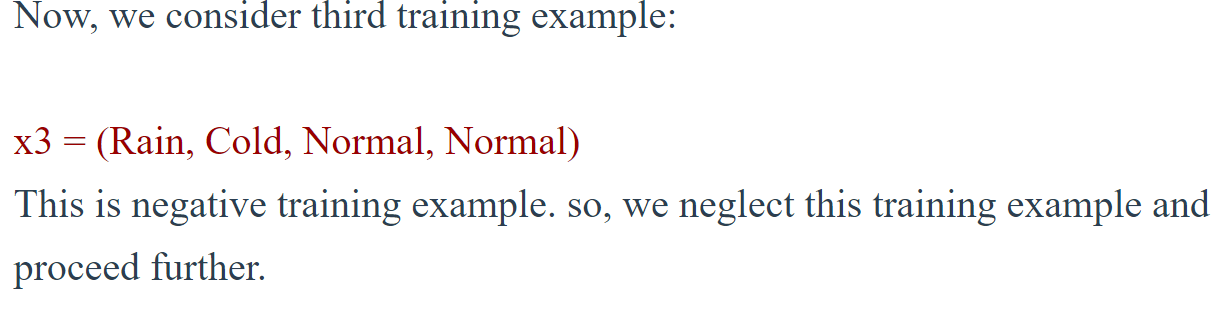 Now, we consider third training example:
x3 = (Rain, Cold, Normal, Normal)
This is negative training example. so, we neglect this training example and
proceed further.